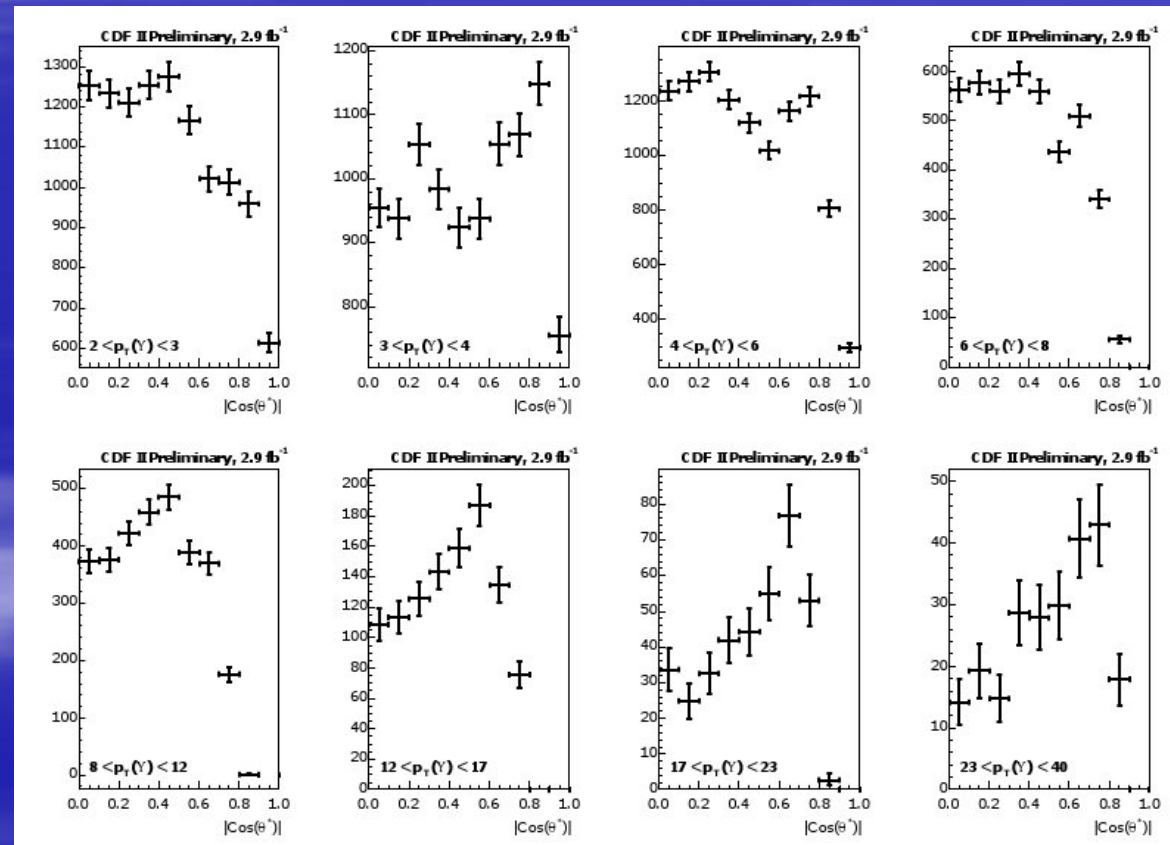 CDF II Preliminary, 2.9 fb⁻¹
1300
1200
1100
1000
900
800
700
600
2 <p_T(Υ) <3
0.0 0.2 0.4 0.6 0.8 1.0
|Cos(θ*)|
CDF II Preliminary, 2.9 fb⁻¹
1200
1100
1000
900
800
3 <p_T(Υ) <4
0.0 0.2 0.4 0.6 0.8 1.0
|Cos(θ*)|
CDF II Preliminary, 2.9 fb⁻¹
1200
1000
800
600
400
4 <p_T(Υ) <6
0.0 0.2 0.4 0.6 0.8 1.0
|Cos(θ*)|
CDF II Preliminary, 2.9 fb⁻¹
600
500
400
300
200
100
0
6 <p_T(Υ) <8
0.0 0.2 0.4 0.6 0.8 1.0
|Cos(θ*)|
CDF II Preliminary, 2.9 fb⁻¹
500
400
300
200
100
0
8 <p_T(Υ) <12
0.0 0.2 0.4 0.6 0.8 1.0
|Cos(θ*)|
CDF II Preliminary, 2.9 fb⁻¹
200
180
160
140
120
100
80
60
40
20
0
12 <p_T(Υ) <17
0.0 0.2 0.4 0.6 0.8 1.0
|Cos(θ*)|
CDF II Preliminary, 2.9 fb⁻¹
80
70
60
50
40
30
20
10
0
17 <p_T(Υ) <23
0.0 0.2 0.4 0.6 0.8 1.0
|Cos(θ*)|
CDF II Preliminary, 2.9 fb⁻¹
50
40
30
20
10
0
23 <p_T(Υ) <40
0.0 0.2 0.4 0.6 0.8 1.0
|Cos(θ*)|